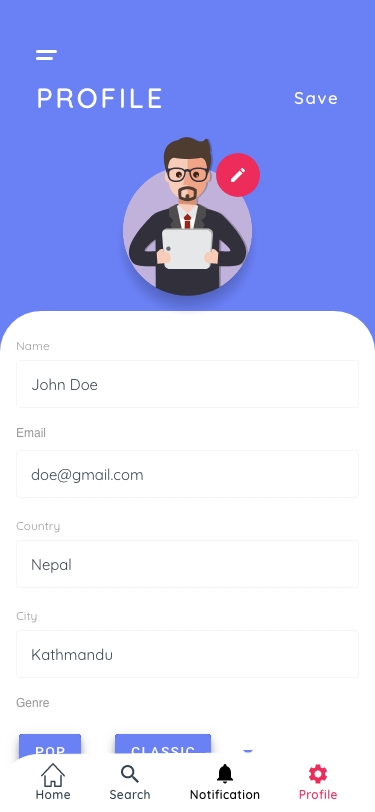 PROFILE
Save
Name
John Doe
Email
doe@gmail.com
Country
Nepal
City
Kathmandu
Genre
POP CLASSIC
Home Search Notification Profile